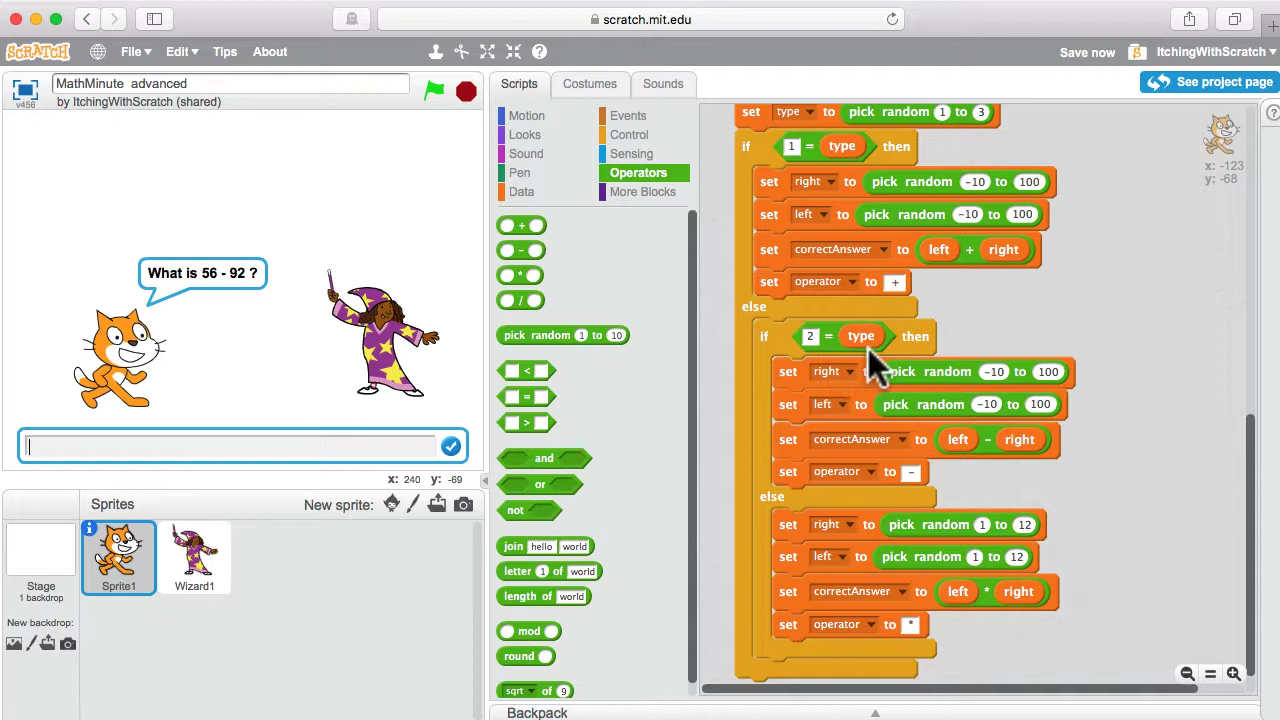 scratch.mit.edu
SCRATCH
File
Edit
Tips
About
Save now
ItchingWithScratch
v456
MathMinute advanced
by ItchingWithScratch (shared)
Scripts
Costumes
Sounds
See project page
Motion
Events
Looks
Control
Sound
Sensing
Pen
Operators
Data
More Blocks
What is 56 - 92 ?
x: 240 y: -69
Sprites
New sprite:
Stage
1 backdrop
New backdrop:
Sprite1
Wizard1
+
-
*
/
pick random 1 to 10
<
=
>
and
or
not
join hello world
letter 1 of world
length of world
mod
round
sqrt of 9
set type to pick random 1 to 3
if 1 = type then
set right to pick random -10 to 100
set left to pick random -10 to 100
set correctAnswer to left + right
set operator to +
else
if 2 = type then
set right pick random -10 to 100
set left to pick random -10 to 100
set correctAnswer to left - right
set operator to -
else
set right to pick random 1 to 12
set left to pick random 1 to 12
set correctAnswer to left * right
set operator to *
x: -123
y: -68
Backpack